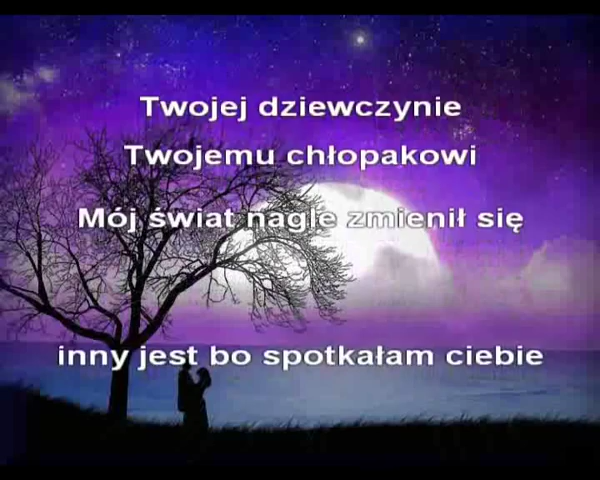 Twojej dziewczynie
Twojemu chłopakowi
Mój świat nagle zmienił się
inny jest bo spotkałam ciebie